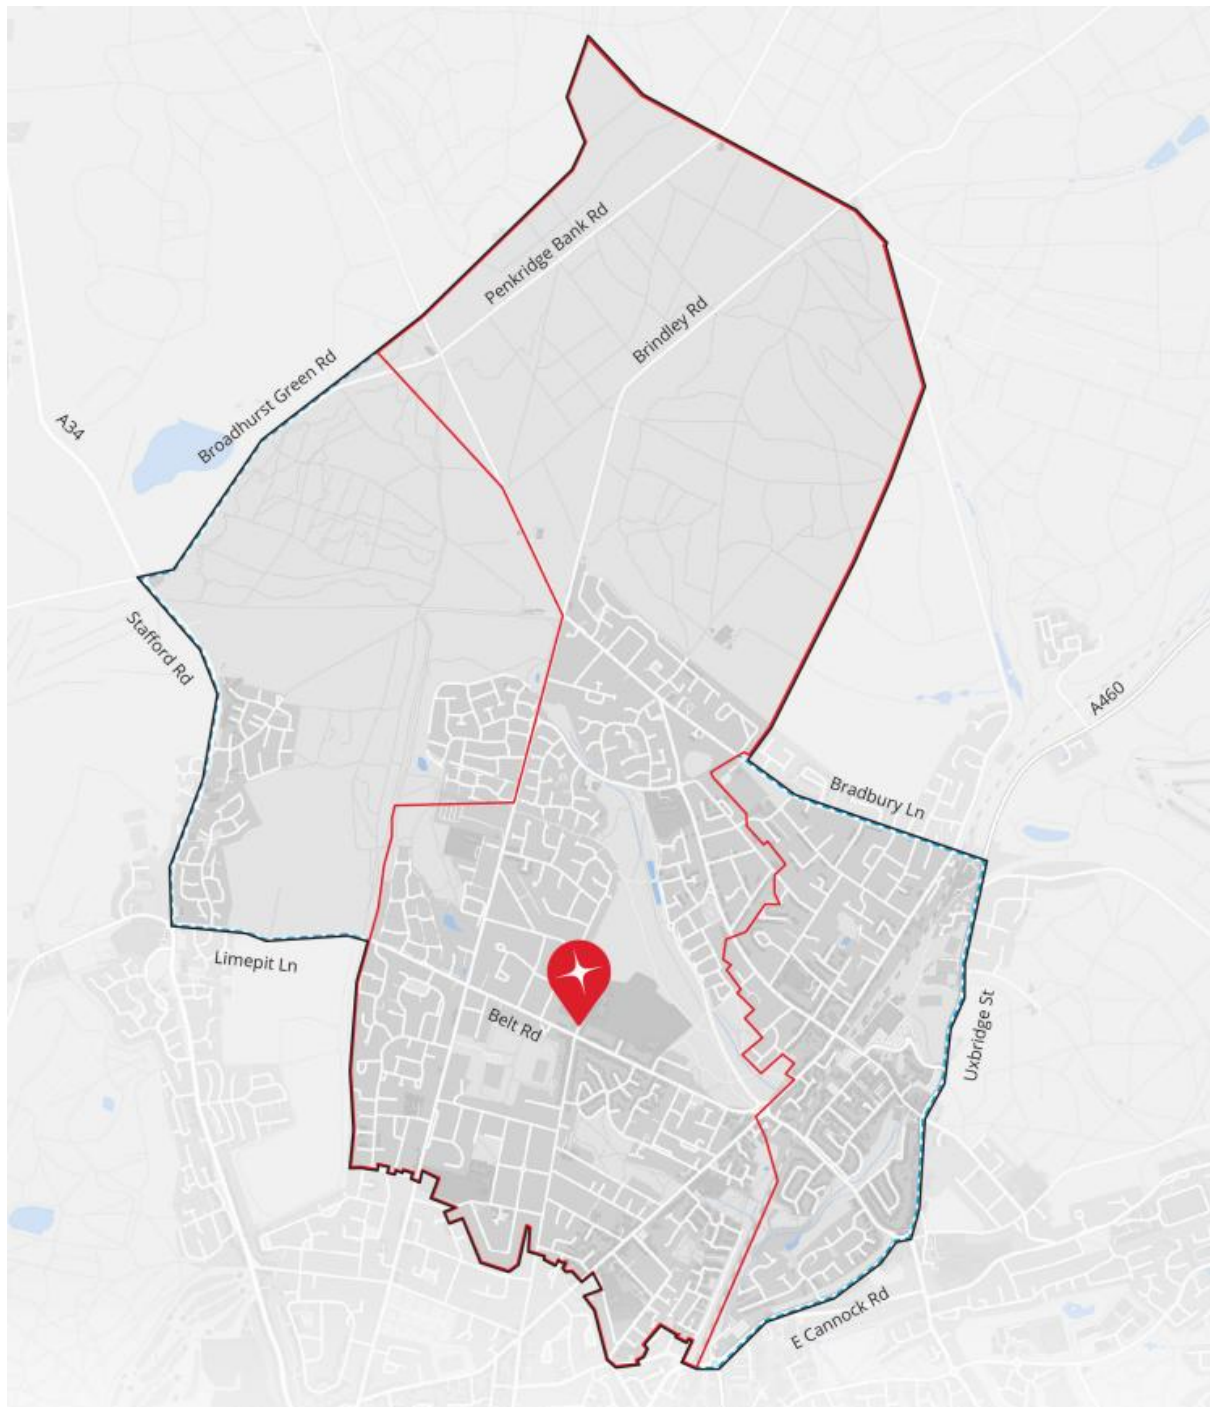 Penkridge Bank Rd
Brindley Rd
Broadhurst Green Rd
A34
Stafford Rd
A460
Bradbury Ln
Limepit Ln
Belt Rd
Uxbridge St
E Cannock Rd